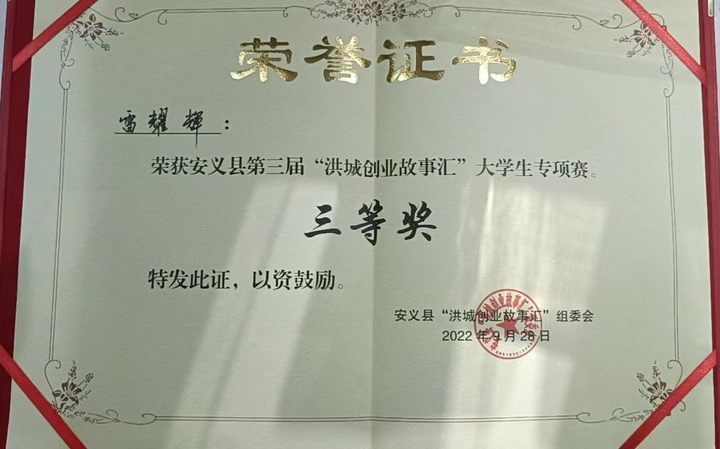 荣誉证书
雷耀辉：
荣获安义县第三届“洪城创业故事汇”大学生专项赛。
三等奖
特发此证，以资鼓励。
安义县“洪城创业故事汇”组委会
2022年9月28日